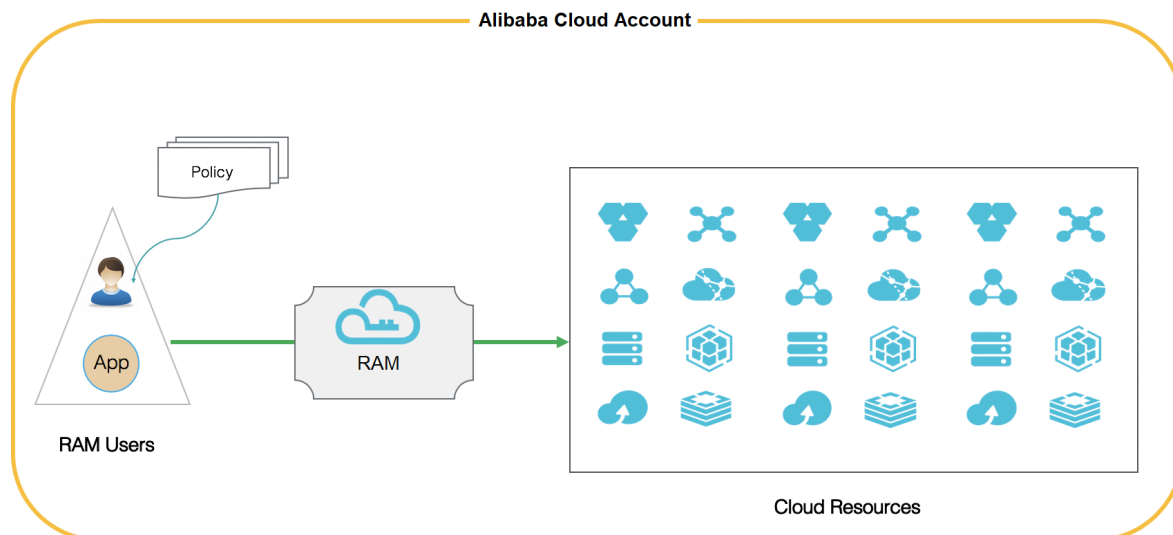 Alibaba Cloud Account
Policy
App
RAM
RAM Users
Cloud Resources